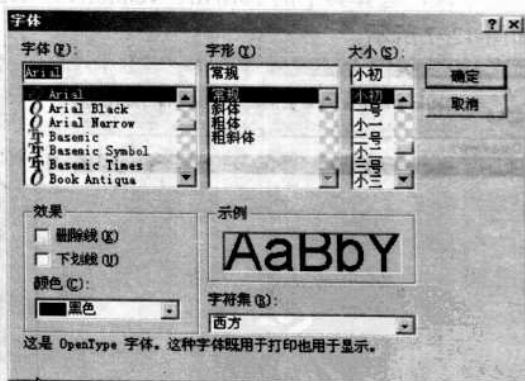 字体
字体(F):
字形(Y):
大小(S):
Arial
常规
小初
确定
取消
Arial
Arial Black
Arial Narrow
Basemic
Basemic Symbol
Basemic Times
Book Antiqua
常规
斜体
粗体
粗斜体
小初
一号
小一
二号
小二
三号
小三
效果
删除线(K)
下划线(U)
颜色(C):
黑色
示例
AaBbY
字符集(R):
西方
这是 OpenType 字体。这种字体既用于打印也用于显示。